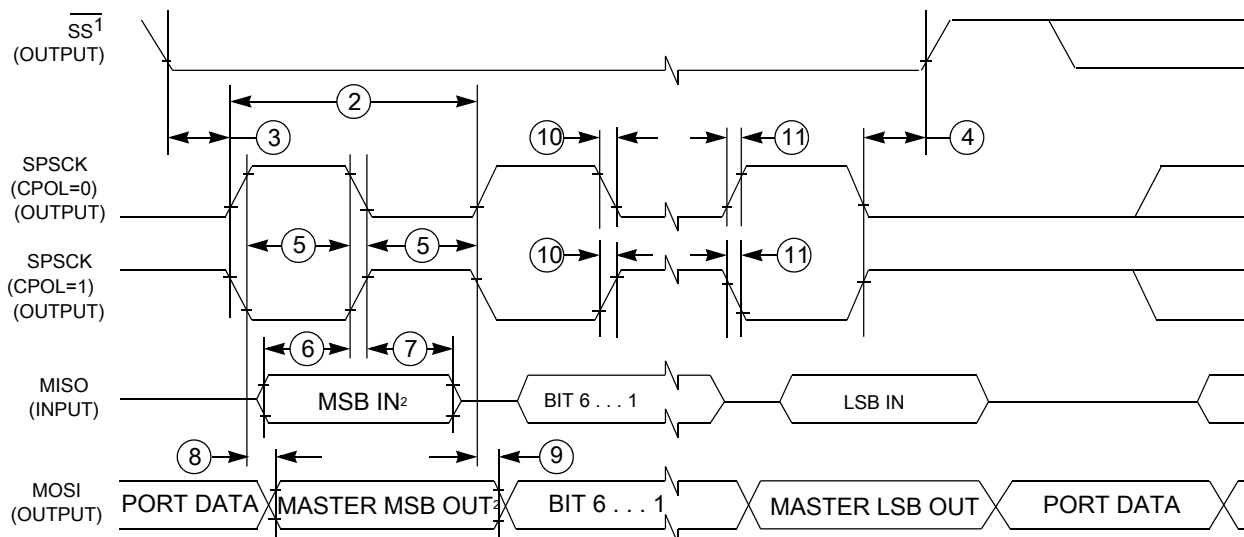 SS1
(OUTPUT)
2
3
10
11
4
SPSCK
(CPOL=0)
(OUTPUT)
5
5
SPSCK
(CPOL=1)
(OUTPUT)
10
11
6
7
MISO
(INPUT)
MSB IN2
BIT 6 . . . 1
LSB IN
8
9
MOSI
(OUTPUT)
PORT DATA
MASTER MSB OUT2
BIT 6 . . . 1
MASTER LSB OUT
PORT DATA